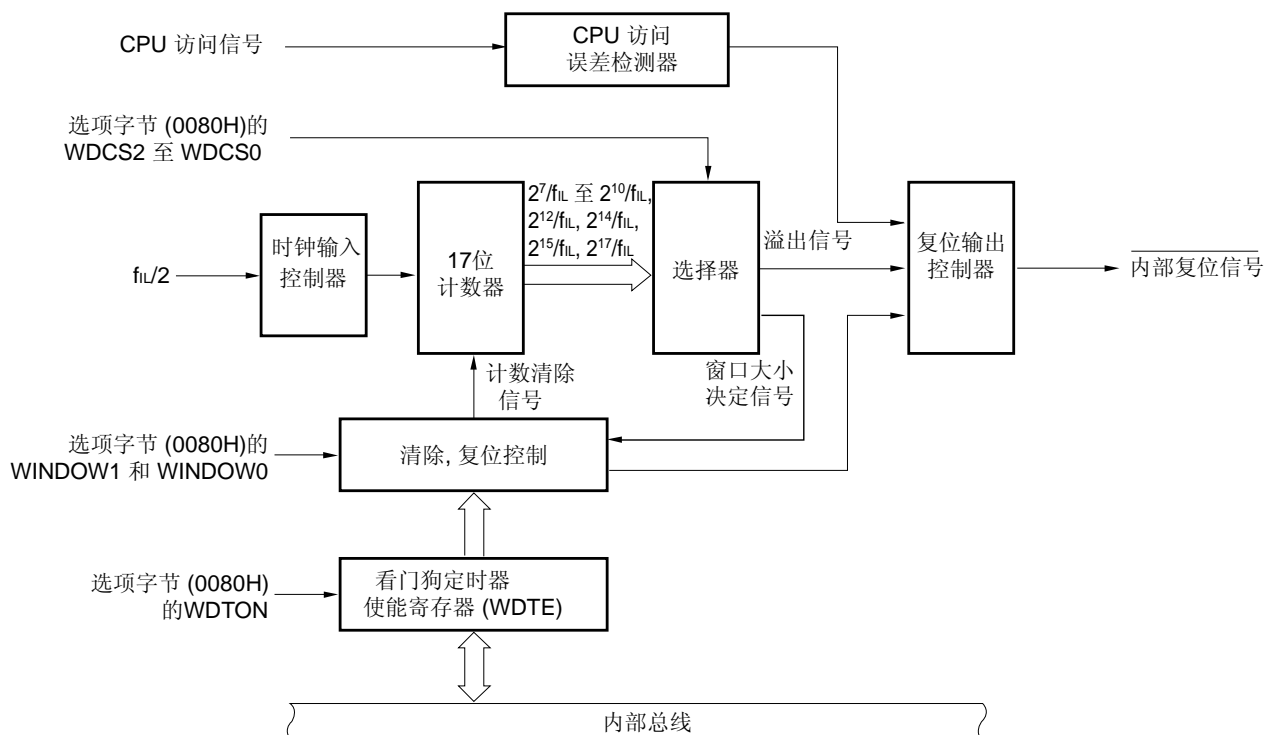 CPU 访问信号
CPU 访问
误差检测器
选项字节 (0080H)的
WDCS2 至 WDCS0
2⁷/fIL 至 2¹⁰/fIL,
2¹²/fIL, 2¹⁴/fIL,
2¹⁵/fIL, 2¹⁷/fIL
fIL/2
时钟输入
控制器
17位
计数器
选择器
溢出信号
复位输出
控制器
内部复位信号
计数清除
信号
窗口大小
决定信号
选项字节 (0080H)的
WINDOW1 和 WINDOW0
清除, 复位控制
选项字节 (0080H)
的WDTON
看门狗定时器
使能寄存器 (WDTE)
内部总线